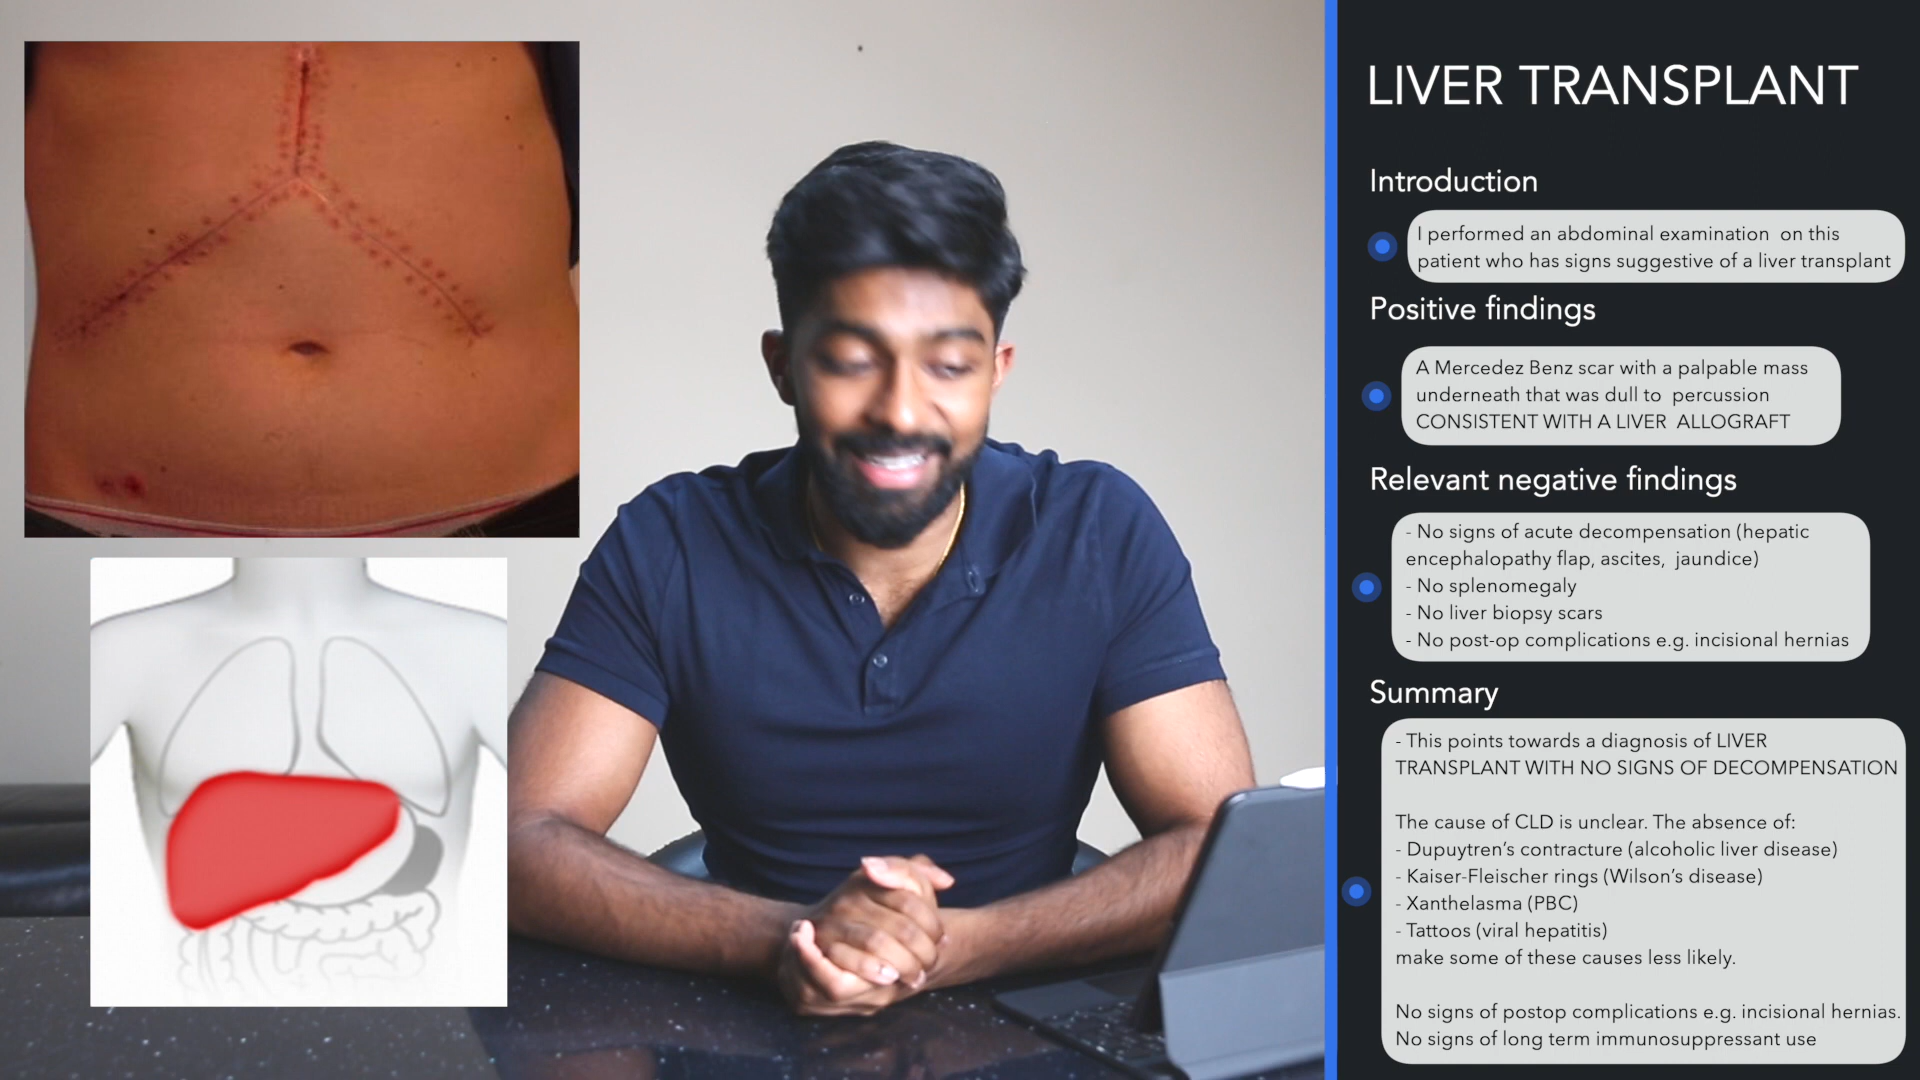 LIVER TRANSPLANT
Introduction
I performed an abdominal examination on this
patient who has signs suggestive of a liver transplant
Positive findings
A Mercedez Benz scar with a palpable mass
underneath that was dull to percussion
CONSISTENT WITH A LIVER ALLOGRAFT
Relevant negative findings
- No signs of acute decompensation (hepatic
encephalopathy flap, ascites, jaundice)
- No splenomegaly
- No liver biopsy scars
- No post-op complications e.g. incisional hernias
Summary
- This points towards a diagnosis of LIVER
TRANSPLANT WITH NO SIGNS OF DECOMPENSATION
The cause of CLD is unclear. The absence of:
- Dupuytren's contracture (alcoholic liver disease)
- Kaiser-Fleischer rings (Wilson's disease)
- Xanthelasma (PBC)
- Tattoos (viral hepatitis)
make some of these causes less likely.
No signs of postop complications e.g. incisional hernias.
No signs of long term immunosuppressant use